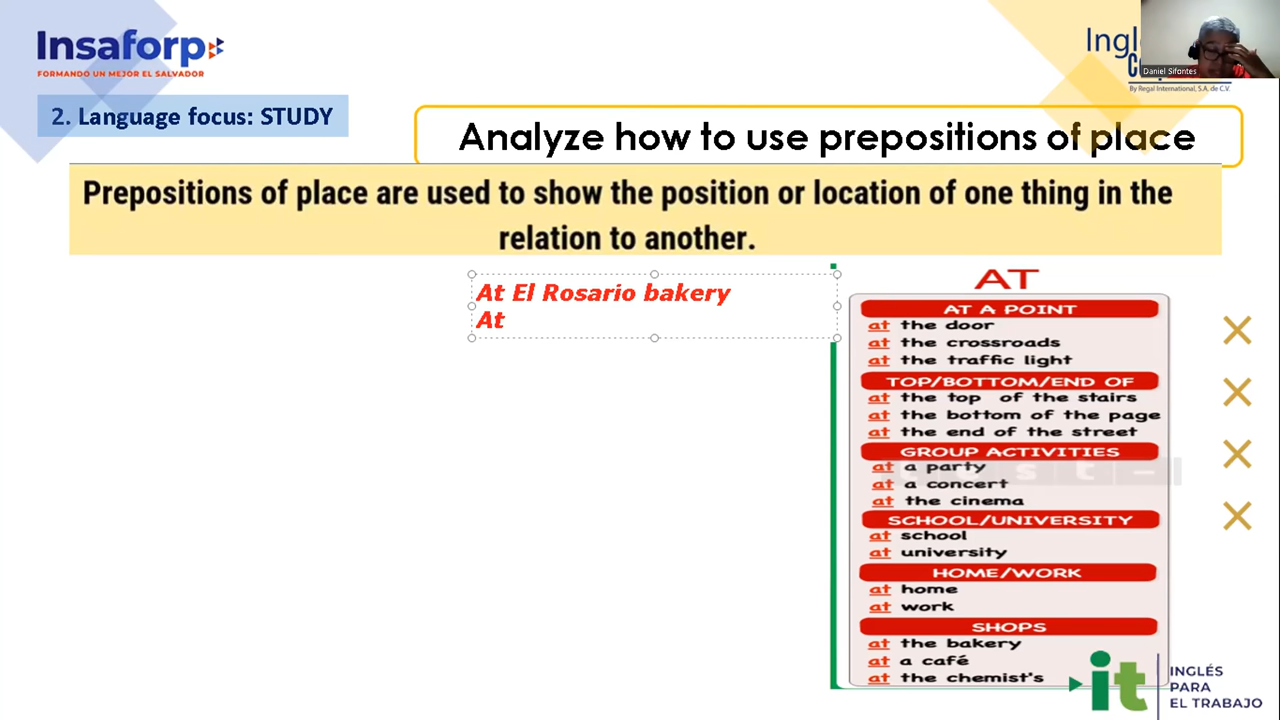 Insaforp
FORMANDO UN MEJOR EL SALVADOR
Ingl
By Regal International, S.A. de C.V.
Daniel Sifontes
2. Language focus: STUDY
Analyze how to use prepositions of place
Prepositions of place are used to show the position or location of one thing in the
relation to another.
At El Rosario bakery
At
AT
AT A POINT
at the door
at the crossroads
at the traffic light
TOP/BOTTOM/END OF
at the top of the stairs
at the bottom of the page
at the end of the street
GROUP ACTIVITIES
at a party
at a concert
at the cinema
SCHOOL/UNIVERSITY
at school
at university
HOME/WORK
at home
at work
SHOPS
at the bakery
at a café
at the chemist's
it
INGLÉS
PARA
EL TRABAJO